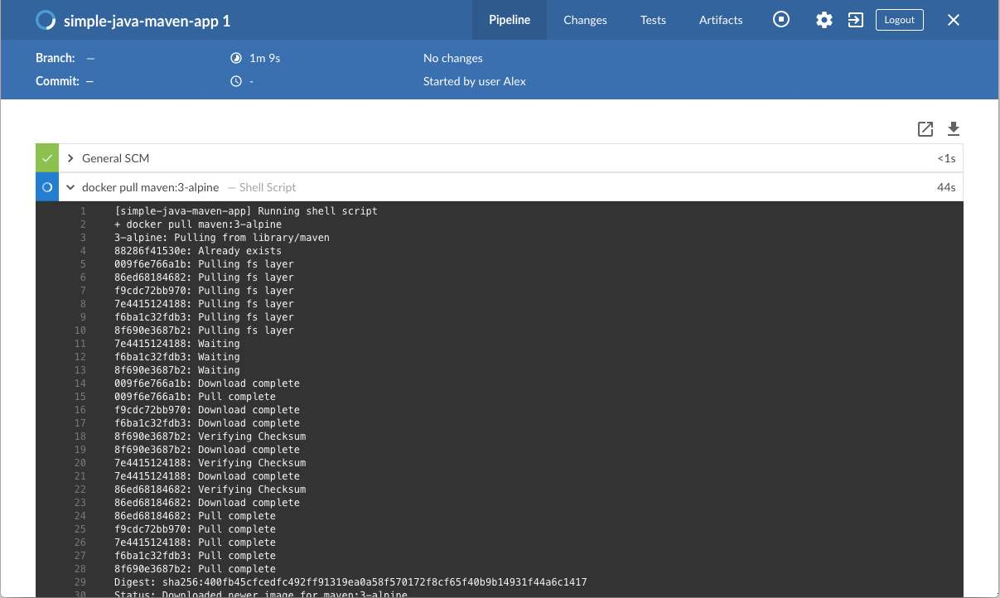 simple-java-maven-app 1 Pipeline Changes Tests Artifacts Logout
Branch: — 1m 9s No changes
Commit: — - Started by user Alex
General SCM <1s
docker pull maven:3-alpine — Shell Script 44s
1 [simple-java-maven-app] Running shell script
2 + docker pull maven:3-alpine
3 3-alpine: Pulling from library/maven
4 88286f41530e: Already exists
5 009f6e766a1b: Pulling fs layer
6 86ed68184682: Pulling fs layer
7 f9cdc72bb970: Pulling fs layer
8 7e4415124188: Pulling fs layer
9 f6ba1c32fdb3: Pulling fs layer
10 8f690e3687b2: Pulling fs layer
11 7e4415124188: Waiting
12 f6ba1c32fdb3: Waiting
13 8f690e3687b2: Waiting
14 009f6e766a1b: Download complete
15 009f6e766a1b: Pull complete
16 f9cdc72bb970: Download complete
17 f6ba1c32fdb3: Download complete
18 8f690e3687b2: Verifying Checksum
19 8f690e3687b2: Download complete
20 7e4415124188: Verifying Checksum
21 7e4415124188: Download complete
22 86ed68184682: Verifying Checksum
23 86ed68184682: Download complete
24 86ed68184682: Pull complete
25 f9cdc72bb970: Pull complete
26 7e4415124188: Pull complete
27 f6ba1c32fdb3: Pull complete
28 8f690e3687b2: Pull complete
29 Digest: sha256:400fb45cfcedfc492ff91319ea0a58f570172f8cf65f40b9b14931f44a6c1417
30 Status: Downloaded newer image for maven:3-alpine